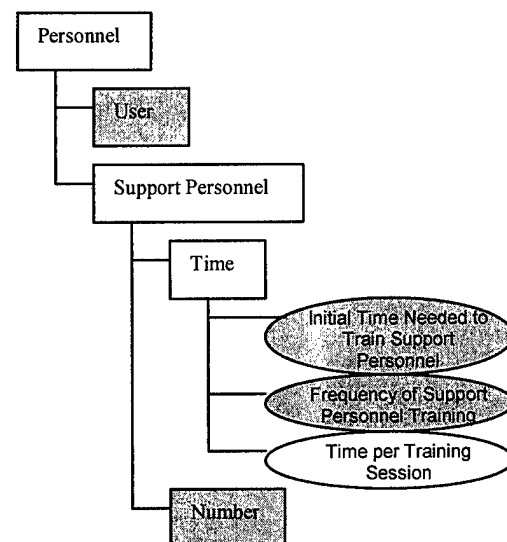 Personnel
User
Support Personnel
Time
Initial Time Needed to
Train Support
Personnel
Frequency of Support
Personnel Training
Time per Training
Session
Number